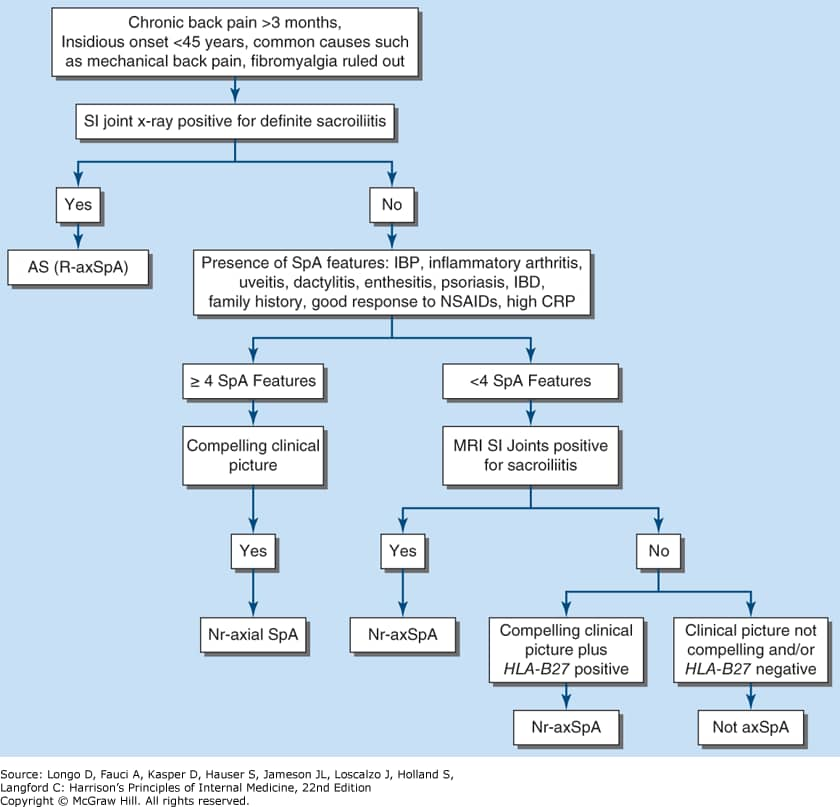 Chronic back pain >3 months,
Insidious onset <45 years, common causes such
as mechanical back pain, fibromyalgia ruled out
SI joint x-ray positive for definite sacroiliitis
Yes
No
AS (R-axSpA)
Presence of SpA features: IBP, inflammatory arthritis,
uveitis, dactylitis, enthesitis, psoriasis, IBD,
family history, good response to NSAIDs, high CRP
≥ 4 SpA Features
<4 SpA Features
Compelling clinical
picture
MRI SI Joints positive
for sacroiliitis
Yes
Yes
No
Nr-axial SpA
Nr-axSpA
Compelling clinical
picture plus
HLA-B27 positive
Clinical picture not
compelling and/or
HLA-B27 negative
Nr-axSpA
Not axSpA
Source: Longo D, Fauci A, Kasper D, Hauser S, Jameson JL, Loscalzo J, Holland S,
Langford C: Harrison's Principles of Internal Medicine, 22nd Edition
Copyright © McGraw Hill. All rights reserved.